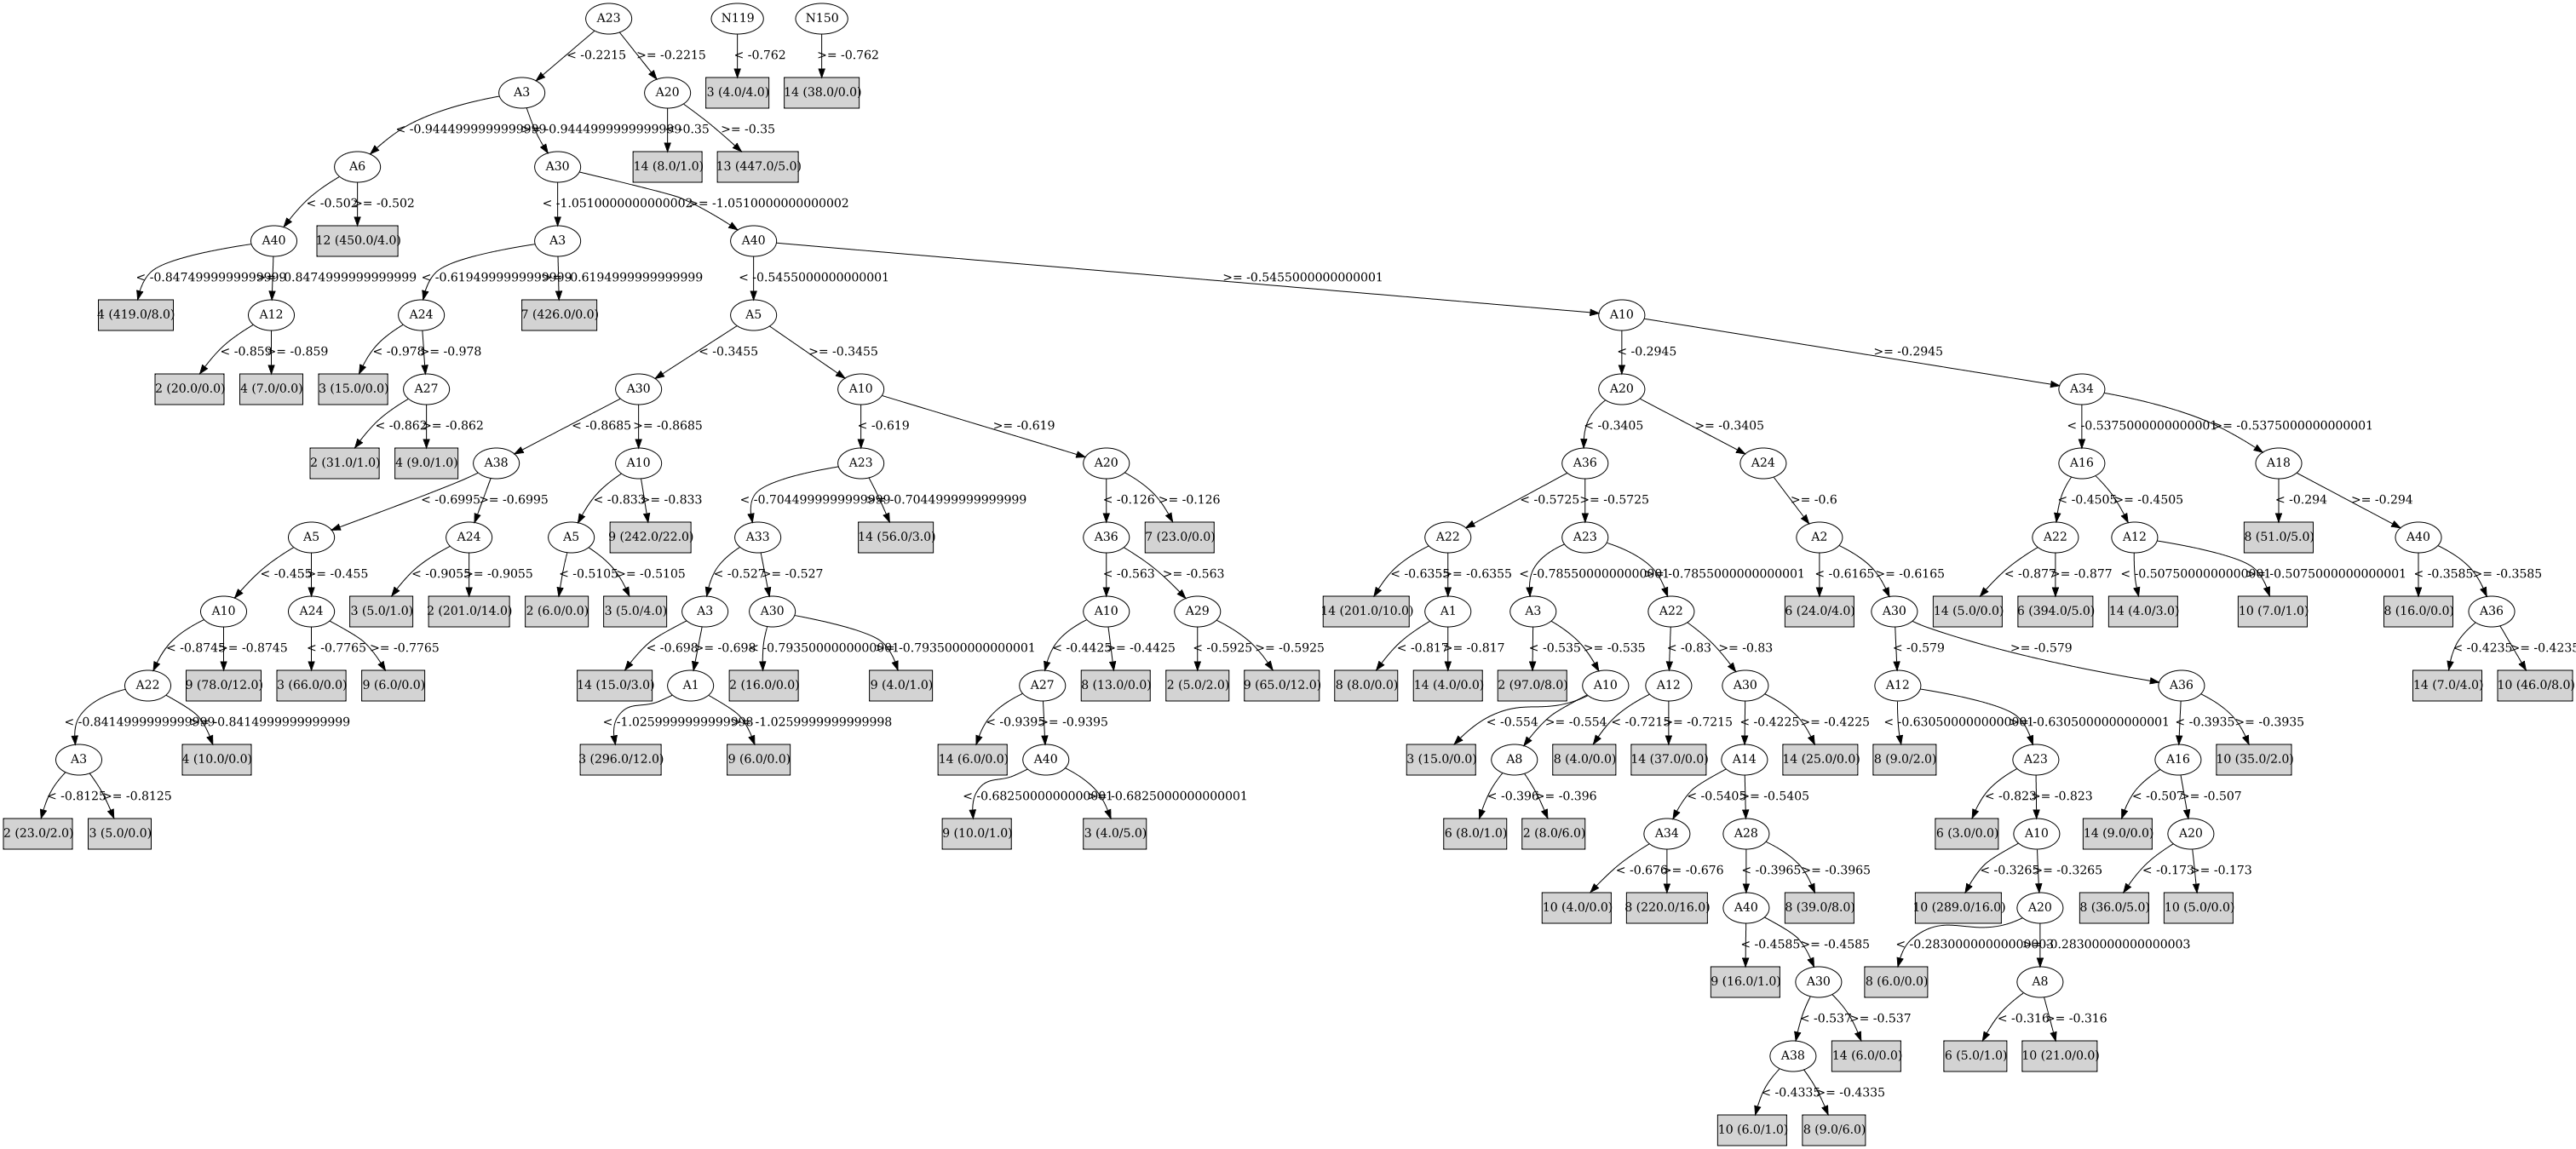 A23
N119
N150
< -0.2215
>= -0.2215
< -0.762
>= -0.762
A3
A20
3 (4.0/4.0)
14 (38.0/0.0)
< -0.9444999999999999
>= -0.9444999999999999
< -0.35
>= -0.35
A6
A30
14 (8.0/1.0)
13 (447.0/5.0)
< -0.502
>= -0.502
< -1.0510000000000002
>= -1.0510000000000002
A40
12 (450.0/4.0)
A3
A40
< -0.8474999999999999
>= -0.8474999999999999
< -0.6194999999999999
>= -0.6194999999999999
< -0.5455000000000001
>= -0.5455000000000001
4 (419.0/8.0)
A12
A24
7 (426.0/0.0)
A5
A10
< -0.859
>= -0.859
< -0.978
>= -0.978
< -0.3455
>= -0.3455
< -0.2945
>= -0.2945
2 (20.0/0.0)
4 (7.0/0.0)
3 (15.0/0.0)
A27
A30
A10
A20
A34
< -0.862
>= -0.862
< -0.8685
>= -0.8685
< -0.619
>= -0.619
< -0.3405
>= -0.3405
< -0.5375000000000001
>= -0.5375000000000001
2 (31.0/1.0)
4 (9.0/1.0)
A38
A10
A23
A20
A36
A24
A16
A18
< -0.6995
>= -0.6995
< -0.833
>= -0.833
< -0.7044999999999999
>= -0.7044999999999999
< -0.126
>= -0.126
< -0.5725
>= -0.5725
>= -0.6
< -0.4505
>= -0.4505
< -0.294
>= -0.294
A5
A24
A5
9 (242.0/22.0)
A33
14 (56.0/3.0)
A36
7 (23.0/0.0)
A22
A23
A2
A22
A12
8 (51.0/5.0)
A40
< -0.455
>= -0.455
< -0.9055
>= -0.9055
< -0.5105
>= -0.5105
< -0.527
>= -0.527
< -0.563
>= -0.563
< -0.6355
>= -0.6355
< -0.7855000000000001
>= -0.7855000000000001
< -0.6165
>= -0.6165
< -0.877
>= -0.877
< -0.5075000000000001
>= -0.5075000000000001
< -0.3585
>= -0.3585
A10
A24
3 (5.0/1.0)
2 (201.0/14.0)
2 (6.0/0.0)
3 (5.0/4.0)
A3
A30
A10
A29
14 (201.0/10.0)
A1
A3
A22
6 (24.0/4.0)
A30
14 (5.0/0.0)
6 (394.0/5.0)
14 (4.0/3.0)
10 (7.0/1.0)
8 (16.0/0.0)
A36
< -0.8745
>= -0.8745
< -0.7765
>= -0.7765
< -0.698
>= -0.698
< -0.7935000000000001
>= -0.7935000000000001
< -0.4425
>= -0.4425
< -0.5925
>= -0.5925
< -0.817
>= -0.817
< -0.535
>= -0.535
< -0.83
>= -0.83
< -0.579
>= -0.579
< -0.4235
>= -0.4235
A22
9 (78.0/12.0)
3 (66.0/0.0)
9 (6.0/0.0)
14 (15.0/3.0)
A1
2 (16.0/0.0)
9 (4.0/1.0)
A27
8 (13.0/0.0)
2 (5.0/2.0)
9 (65.0/12.0)
8 (8.0/0.0)
14 (4.0/0.0)
2 (97.0/8.0)
A10
A12
A30
A12
A36
14 (7.0/4.0)
10 (46.0/8.0)
< -0.8414999999999999
>= -0.8414999999999999
< -1.0259999999999998
>= -1.0259999999999998
< -0.9395
>= -0.9395
< -0.554
>= -0.554
< -0.7215
>= -0.7215
< -0.4225
>= -0.4225
< -0.6305000000000001
>= -0.6305000000000001
< -0.3935
>= -0.3935
A3
4 (10.0/0.0)
3 (296.0/12.0)
9 (6.0/0.0)
14 (6.0/0.0)
A40
3 (15.0/0.0)
A8
8 (4.0/0.0)
14 (37.0/0.0)
A14
14 (25.0/0.0)
8 (9.0/2.0)
A23
A16
10 (35.0/2.0)
< -0.8125
>= -0.8125
< -0.6825000000000001
>= -0.6825000000000001
< -0.396
>= -0.396
< -0.5405
>= -0.5405
< -0.823
>= -0.823
< -0.507
>= -0.507
2 (23.0/2.0)
3 (5.0/0.0)
9 (10.0/1.0)
3 (4.0/5.0)
6 (8.0/1.0)
2 (8.0/6.0)
A34
A28
6 (3.0/0.0)
A10
14 (9.0/0.0)
A20
< -0.676
>= -0.676
< -0.3965
>= -0.3965
< -0.3265
>= -0.3265
< -0.173
>= -0.173
10 (4.0/0.0)
8 (220.0/16.0)
A40
8 (39.0/8.0)
10 (289.0/16.0)
A20
8 (36.0/5.0)
10 (5.0/0.0)
< -0.4585
>= -0.4585
< -0.28300000000000003
>= -0.28300000000000003
9 (16.0/1.0)
A30
8 (6.0/0.0)
A8
< -0.537
>= -0.537
< -0.316
>= -0.316
A38
14 (6.0/0.0)
6 (5.0/1.0)
10 (21.0/0.0)
< -0.4335
>= -0.4335
10 (6.0/1.0)
8 (9.0/6.0)